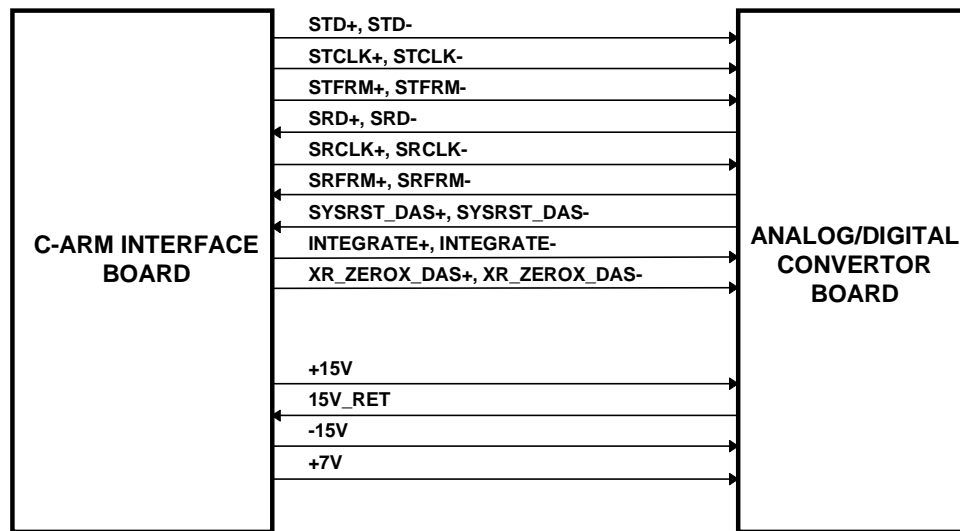 STD+, STD-
STCLK+, STCLK-
STFRM+, STFRM-
SRD+, SRD-
SRCLK+, SRCLK-
SRFRM+, SRFRM-
SYSRST_DAS+, SYSRST_DAS-
INTEGRATE+, INTEGRATE-
XR_ZEROX_DAS+, XR_ZEROX_DAS-
C-ARM INTERFACE
BOARD
ANALOG/DIGITAL
CONVERTOR
BOARD
+15V
15V_RET
-15V
+7V